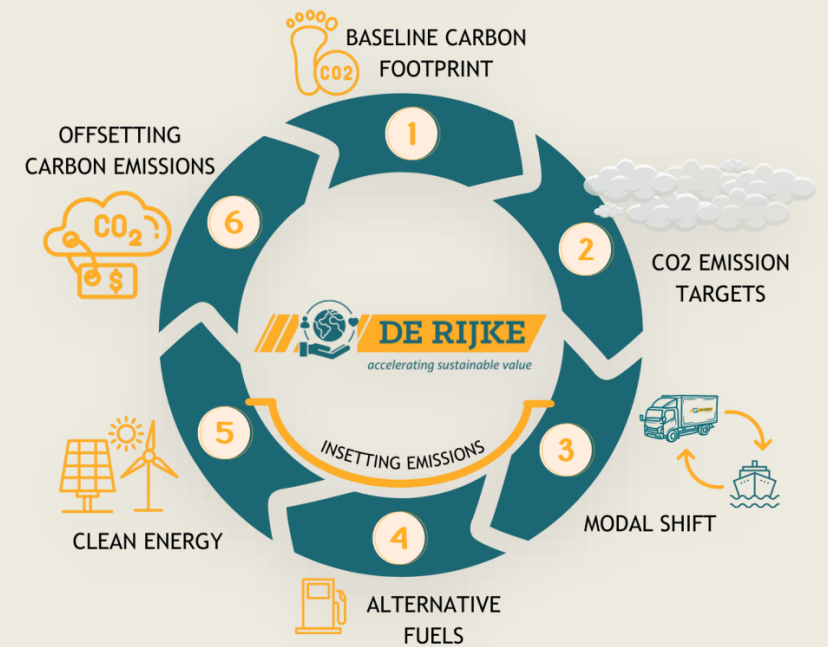 BASELINE CARBON
FOOTPRINT
CO2
1
OFFSETTING
CARBON EMISSIONS
CO2
$
6
2
CO2 EMISSION
TARGETS
DE RIJKE
accelerating sustainable value
5
INSETTING EMISSIONS
3
MODAL SHIFT
CLEAN ENERGY
4
ALTERNATIVE
FUELS